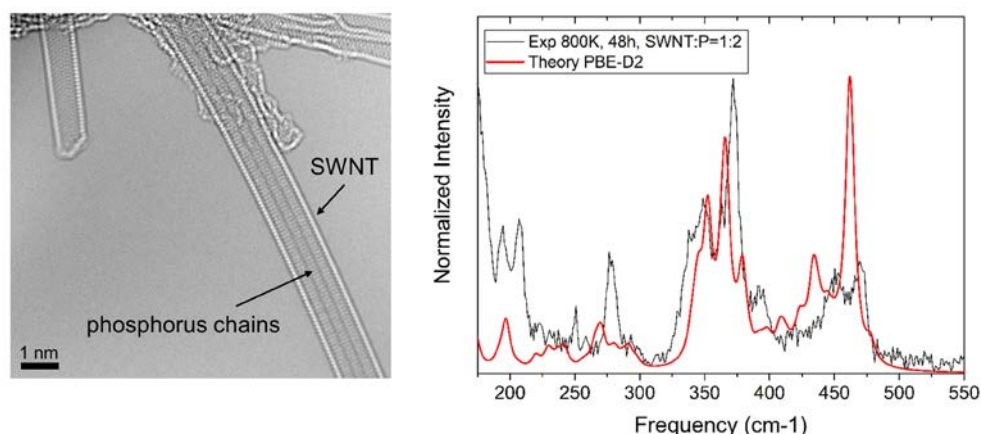 SWNT
phosphorus chains
1 nm
Normalized Intensity
Exp 800K, 48h, SWNT:P=1:2
Theory PBE-D2
200 250 300 350 400 450 500 550
Frequency (cm-1)